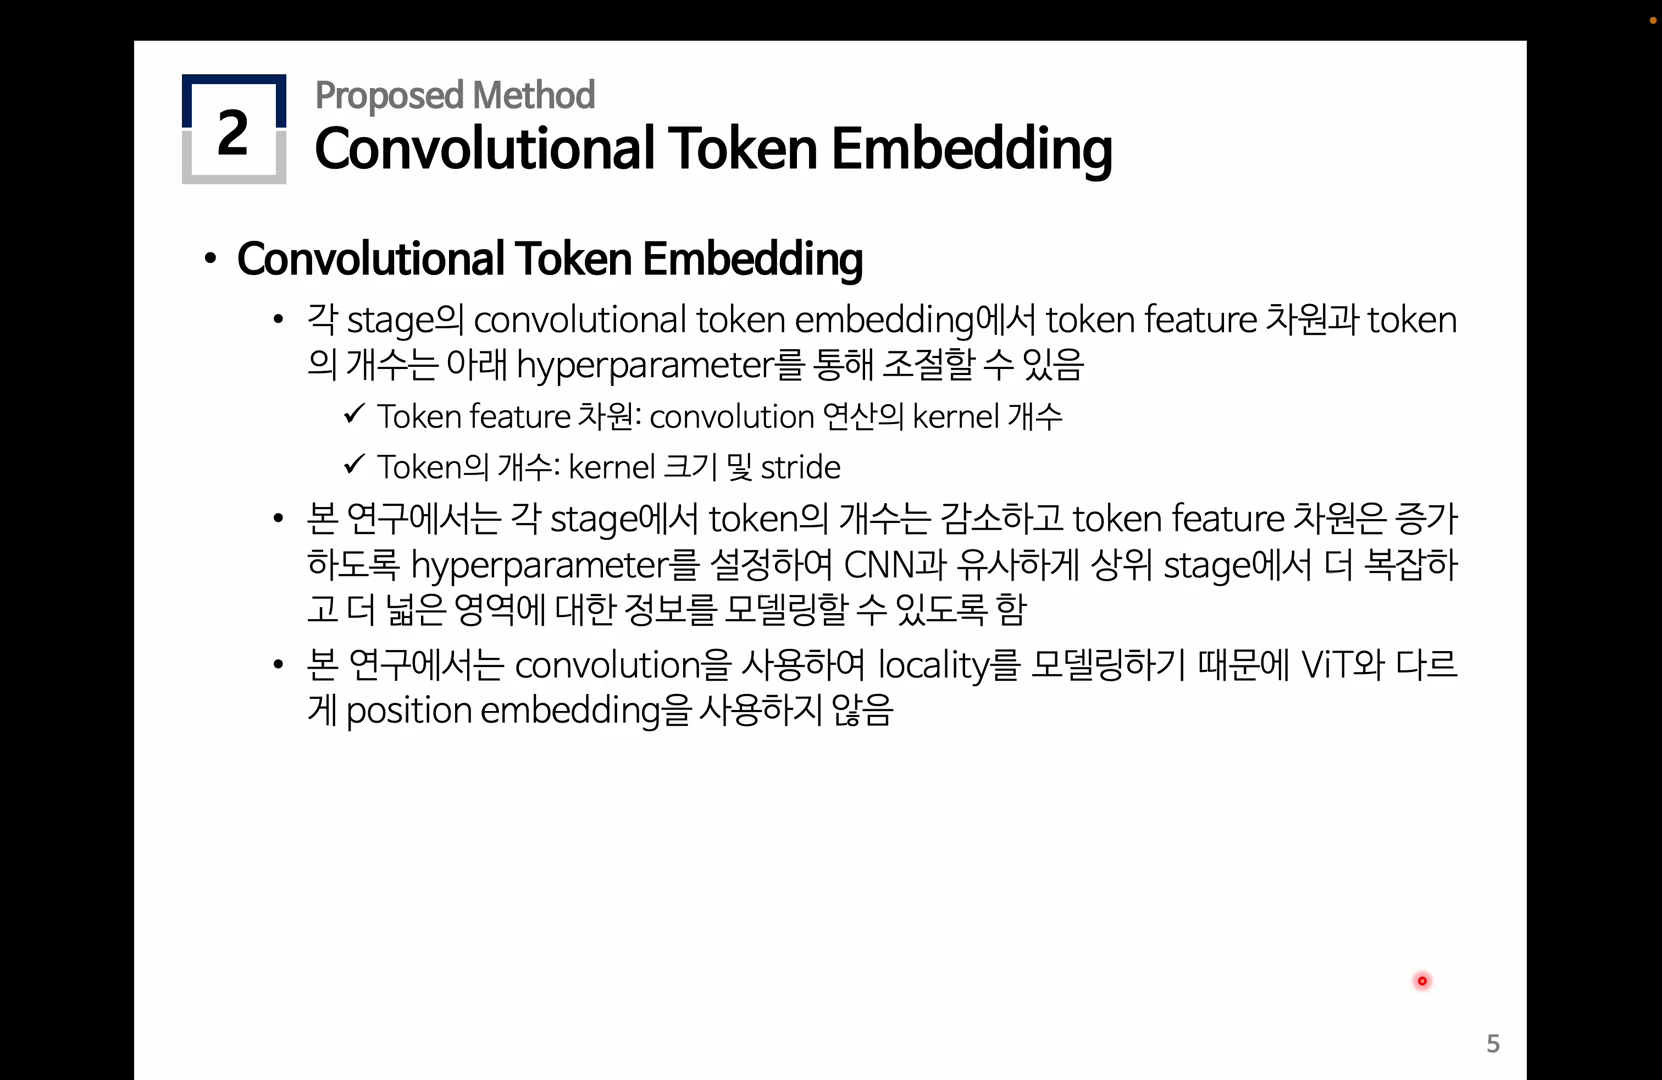 2
Proposed Method
Convolutional Token Embedding
• Convolutional Token Embedding
• 각 stage의 convolutional token embedding에서 token feature 차원과 token
의 개수는 아래 hyperparameter를 통해 조절할 수 있음
✓ Token feature 차원: convolution 연산의 kernel 개수
✓ Token의 개수: kernel 크기 및 stride
• 본 연구에서는 각 stage에서 token의 개수는 감소하고 token feature 차원은 증가
하도록 hyperparameter를 설정하여 CNN과 유사하게 상위 stage에서 더 복잡하
고 더 넓은 영역에 대한 정보를 모델링할 수 있도록 함
• 본 연구에서는 convolution을 사용하여 locality를 모델링하기 때문에 ViT와 다르
게 position embedding을 사용하지 않음
5